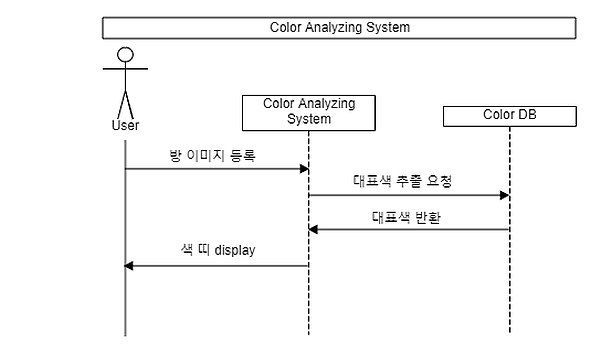 Color Analyzing System
User
Color Analyzing
System
Color DB
방 이미지 등록
대표색 추출 요청
대표색 반환
색 띠 display